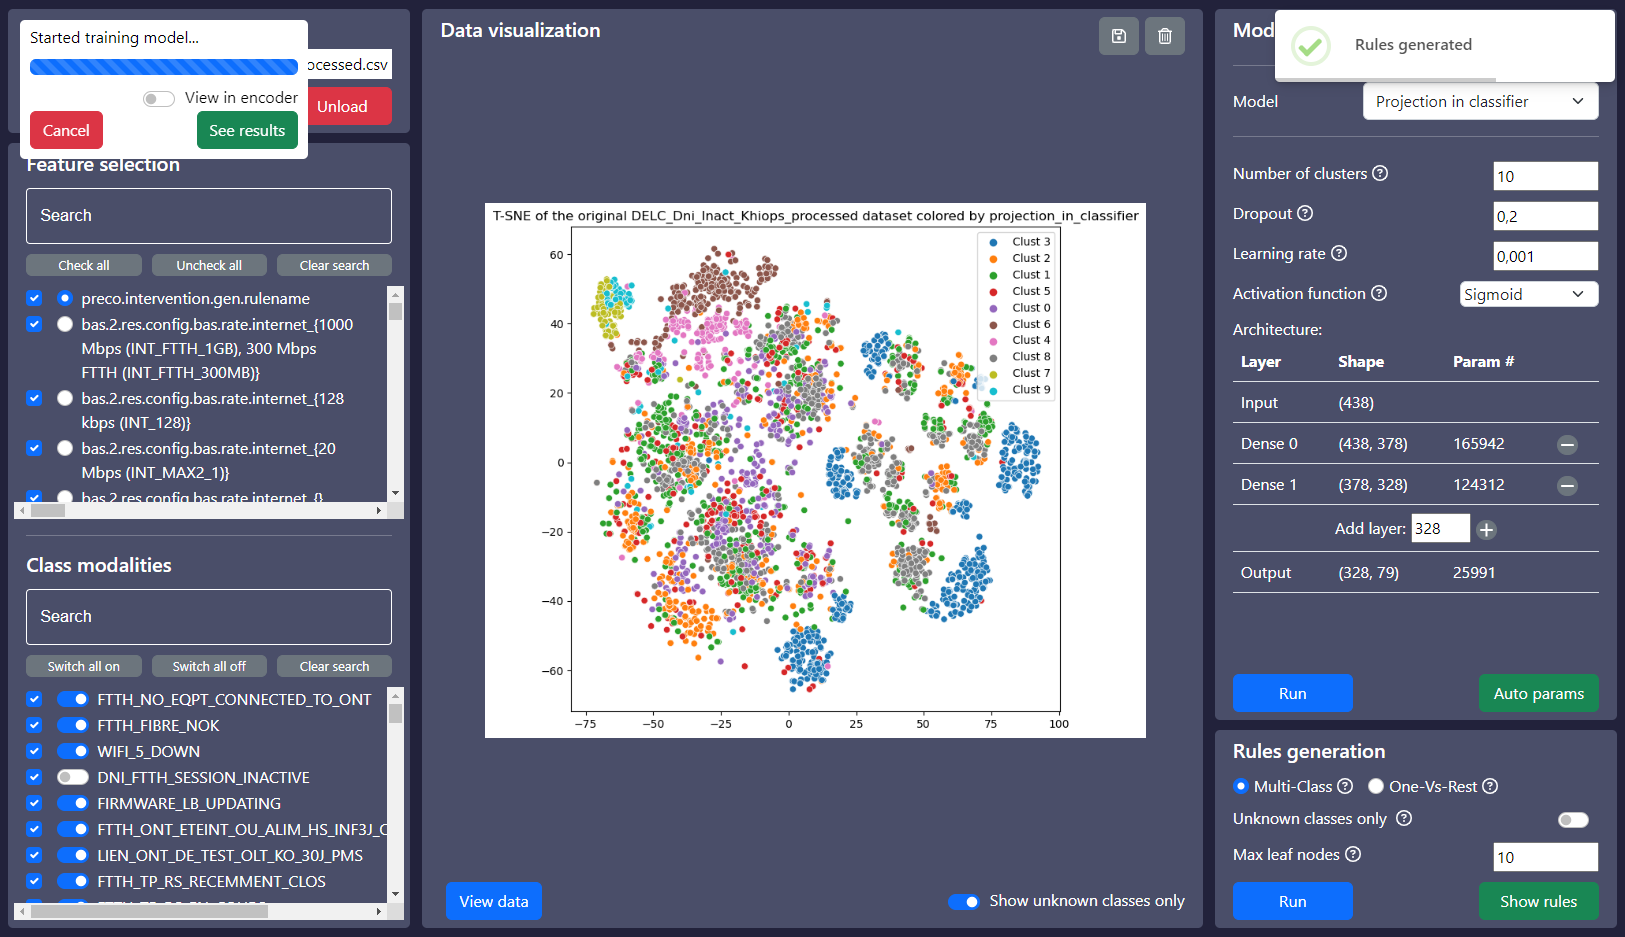 Started training model...
ocessed.csv
View in encoder
Unload
Cancel
See results
Feature selection
Search
Check all
Uncheck all
Clear search
preco.intervention.gen.rulename
bas.2.res.config.bas.rate.internet_{1000
Mbps (INT_FTTH_1GB), 300 Mbps
FTTH (INT_FTTH_300MB)}
bas.2.res.config.bas.rate.internet_{128
kbps (INT_128)}
bas.2.res.config.bas.rate.internet_{20
Mbps (INT_MAX2_1)}
bas.2.res.config.bas.rate.internet_{}
Class modalities
Search
Switch all on
Switch all off
Clear search
FTTH_NO_EQPT_CONNECTED_TO_ONT
FTTH_FIBRE_NOK
WIFI_5_DOWN
DNI_FTTH_SESSION_INACTIVE
FIRMWARE_LB_UPDATING
FTTH_ONT_ETEINT_OU_ALIM_HS_INF3J_C
LIEN_ONT_DE_TEST_OLT_KO_30J_PMS
FTTH_TP_RS_RECEMMENT_CLOS
Data visualization
T-SNE of the original DELC_Dni_Inact_Khiops_processed dataset colored by projection_in_classifier
Clust 3
Clust 2
Clust 1
Clust 5
Clust 0
Clust 6
Clust 4
Clust 8
Clust 7
Clust 9
60
40
20
0
−20
−40
−60
−75 −50 −25 0 25 50 75 100
View data
Show unknown classes only
Mod
Rules generated
Model
Projection in classifier
Number of clusters ?
10
Dropout ?
0,2
Learning rate ?
0,001
Activation function ?
Sigmoid
Architecture:
Layer Shape Param #
Input (438)
Dense 0 (438, 378) 165942
Dense 1 (378, 328) 124312
Add layer: 328
Output (328, 79) 25991
Run
Auto params
Rules generation
Multi-Class ? One-Vs-Rest ?
Unknown classes only ?
Max leaf nodes ?
10
Run
Show rules